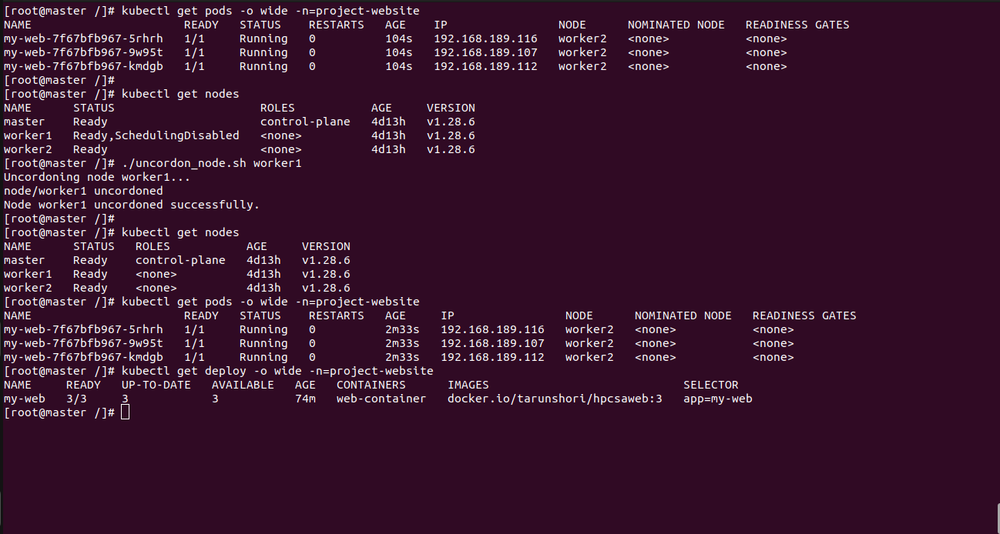 [root@master /]# kubectl get pods -o wide -n=project-website
NAME                      READY   STATUS    RESTARTS   AGE    IP                NODE      NOMINATED NODE   READINESS GATES
my-web-7f67bfb967-5rhrh   1/1     Running   0          104s   192.168.189.116   worker2   <none>           <none>
my-web-7f67bfb967-9w95t   1/1     Running   0          104s   192.168.189.107   worker2   <none>           <none>
my-web-7f67bfb967-kmdgb   1/1     Running   0          104s   192.168.189.112   worker2   <none>           <none>
[root@master /]#
[root@master /]# kubectl get nodes
NAME      STATUS                     ROLES           AGE     VERSION
master    Ready                      control-plane   4d13h   v1.28.6
worker1   Ready,SchedulingDisabled   <none>          4d13h   v1.28.6
worker2   Ready                      <none>          4d13h   v1.28.6
[root@master /]# ./uncordon_node.sh worker1
Uncordoning node worker1...
node/worker1 uncordoned
Node worker1 uncordoned successfully.
[root@master /]#
[root@master /]# kubectl get nodes
NAME      STATUS   ROLES           AGE     VERSION
master    Ready    control-plane   4d13h   v1.28.6
worker1   Ready    <none>          4d13h   v1.28.6
worker2   Ready    <none>          4d13h   v1.28.6
[root@master /]# kubectl get pods -o wide -n=project-website
NAME                      READY   STATUS    RESTARTS   AGE     IP                NODE      NOMINATED NODE   READINESS GATES
my-web-7f67bfb967-5rhrh   1/1     Running   0          2m33s   192.168.189.116   worker2   <none>           <none>
my-web-7f67bfb967-9w95t   1/1     Running   0          2m33s   192.168.189.107   worker2   <none>           <none>
my-web-7f67bfb967-kmdgb   1/1     Running   0          2m33s   192.168.189.112   worker2   <none>           <none>
[root@master /]# kubectl get deploy -o wide -n=project-website
NAME     READY   UP-TO-DATE   AVAILABLE   AGE   CONTAINERS      IMAGES                            SELECTOR
my-web   3/3     3            3           74m   web-container   docker.io/tarunshori/hpcsaweb:3   app=my-web
[root@master /]#